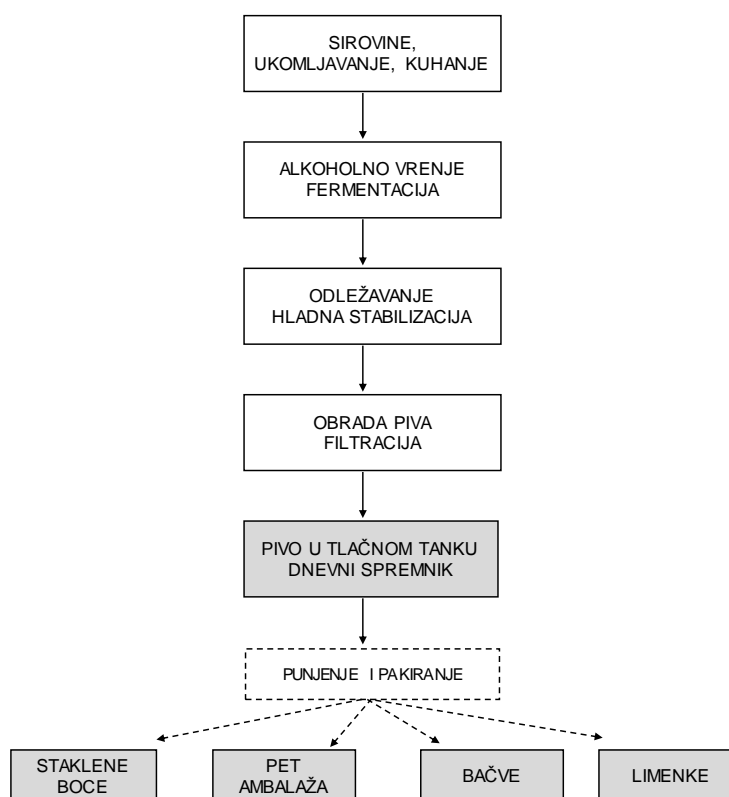 SIROVINE,
UKOMLJAVANJE, KUHANJE
ALKOHOLNO VRENJE
FERMENTACIJA
ODLEŽAVANJE
HLADNA STABILIZACIJA
OBRADA PIVA
FILTRACIJA
PIVO U TLAČNOM TANKU
DNEVNI SPREMNIK
PUNJENJE I PAKIRANJE
STAKLENE
BOCE
PET
AMBALAŽA
BAČVE
LIMENKE